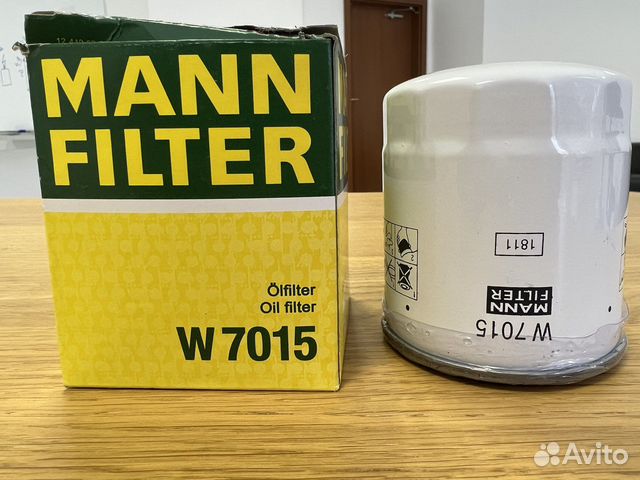 MANN
FILTER
Ölfilter
Oil filter
W 7015
1811
MANN
FILTER
W 7015
Avito